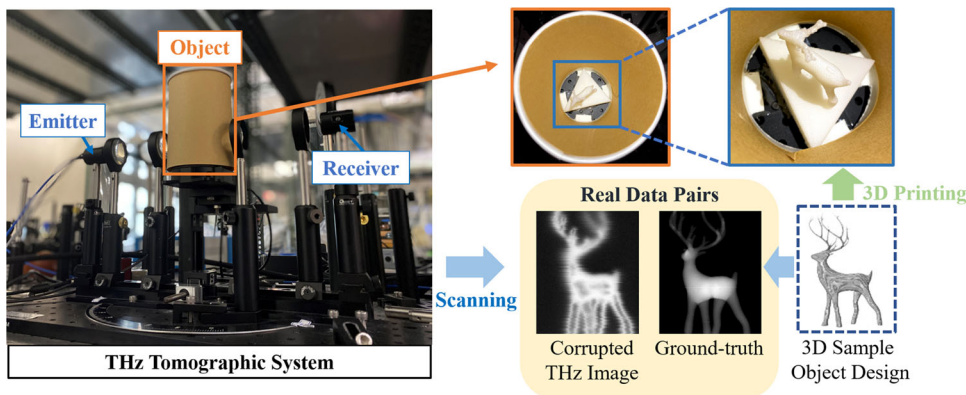 Object
Emitter
Receiver
THz Tomographic System
Scanning
Real Data Pairs
Corrupted
THz Image
Ground-truth
3D Printing
3D Sample
Object Design